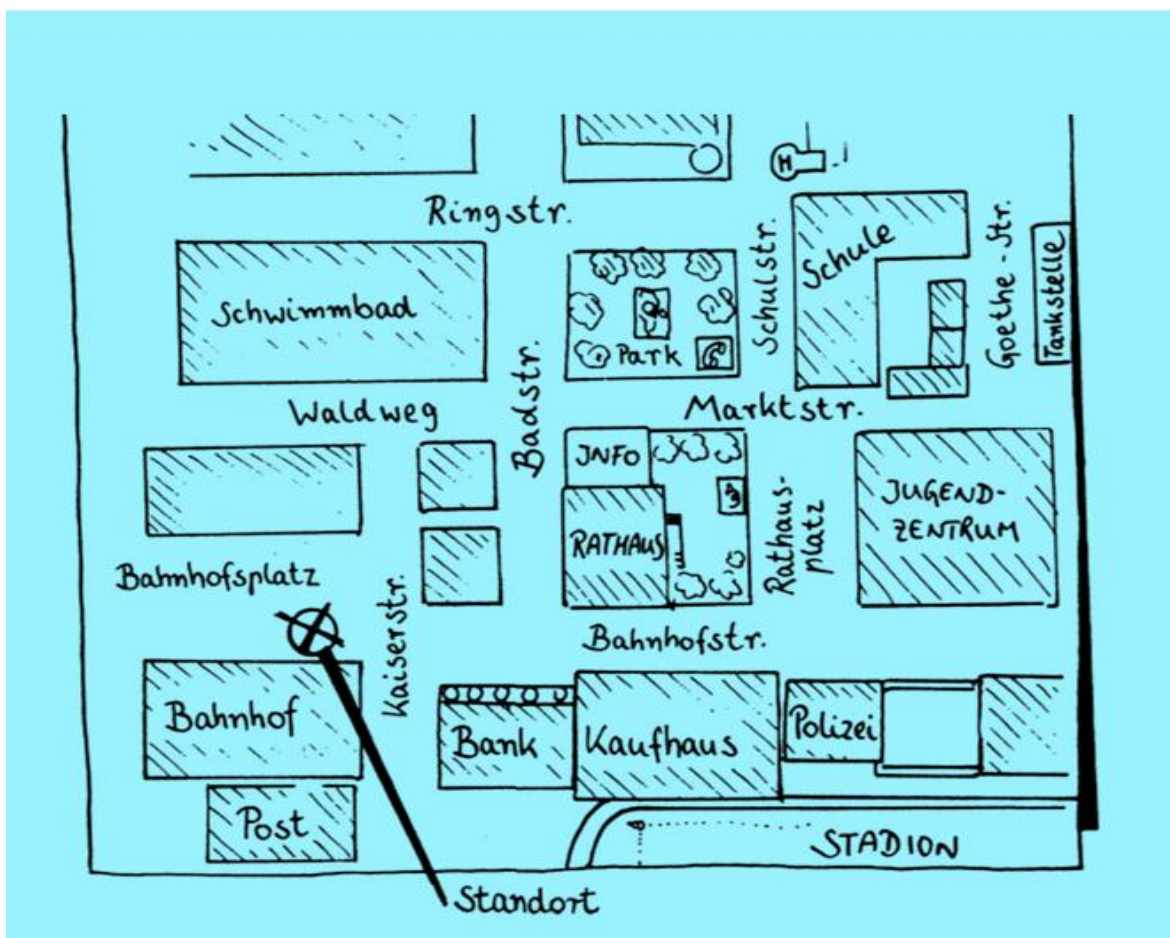 H
Ringstr.
Schulstr.
Schule
Goethe-Str.
Tankstelle
Schwimmbad
Park
Badstr.
Waldweg
Marktstr.
INFO
JUGEND-
ZENTRUM
RATHAUS
Rathaus-
platz
Bahnhofsplatz
Kaiserstr.
Bahnhofstr.
Bahnhof
Bank
Kaufhaus
Polizei
Post
STADION
Standort